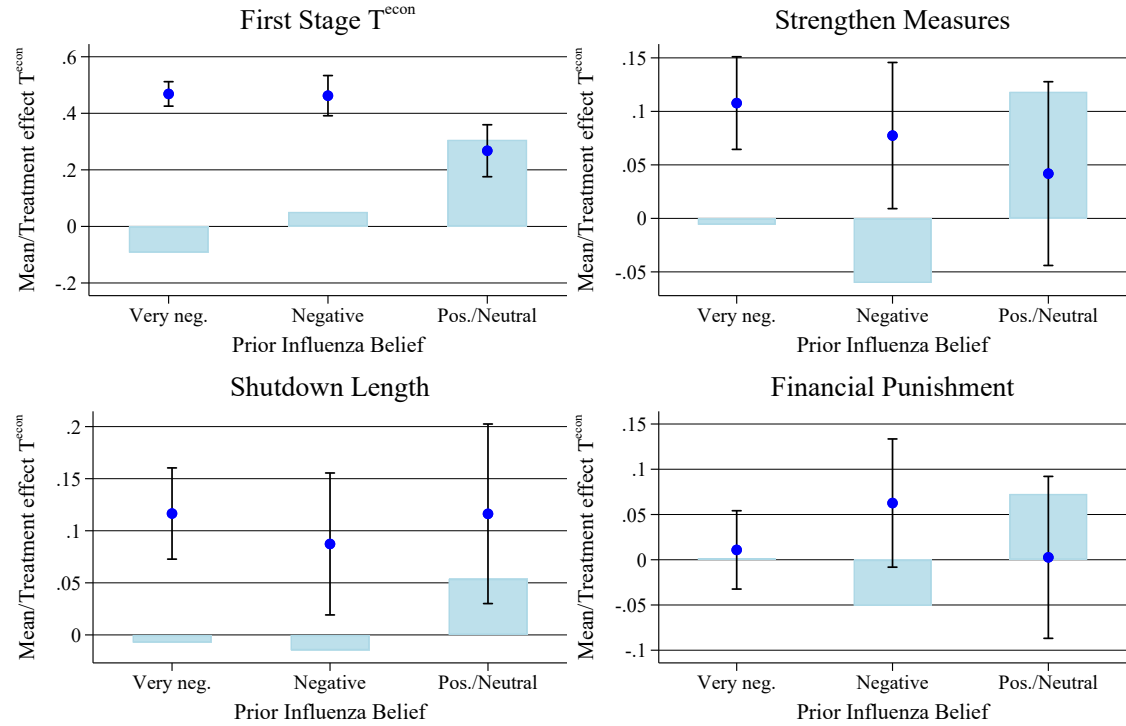 First Stage T^econ
Mean/Treatment effect T^econ
.6
.4
.2
0
-.2
Very neg. Negative Pos./Neutral
Prior Influenza Belief
Strengthen Measures
Mean/Treatment effect T^econ
.15
.1
.05
0
-.05
Very neg. Negative Pos./Neutral
Prior Influenza Belief
Shutdown Length
Mean/Treatment effect T^econ
.2
.15
.1
.05
0
Very neg. Negative Pos./Neutral
Prior Influenza Belief
Financial Punishment
Mean/Treatment effect T^econ
.15
.1
.05
0
-.05
-.1
Very neg. Negative Pos./Neutral
Prior Influenza Belief